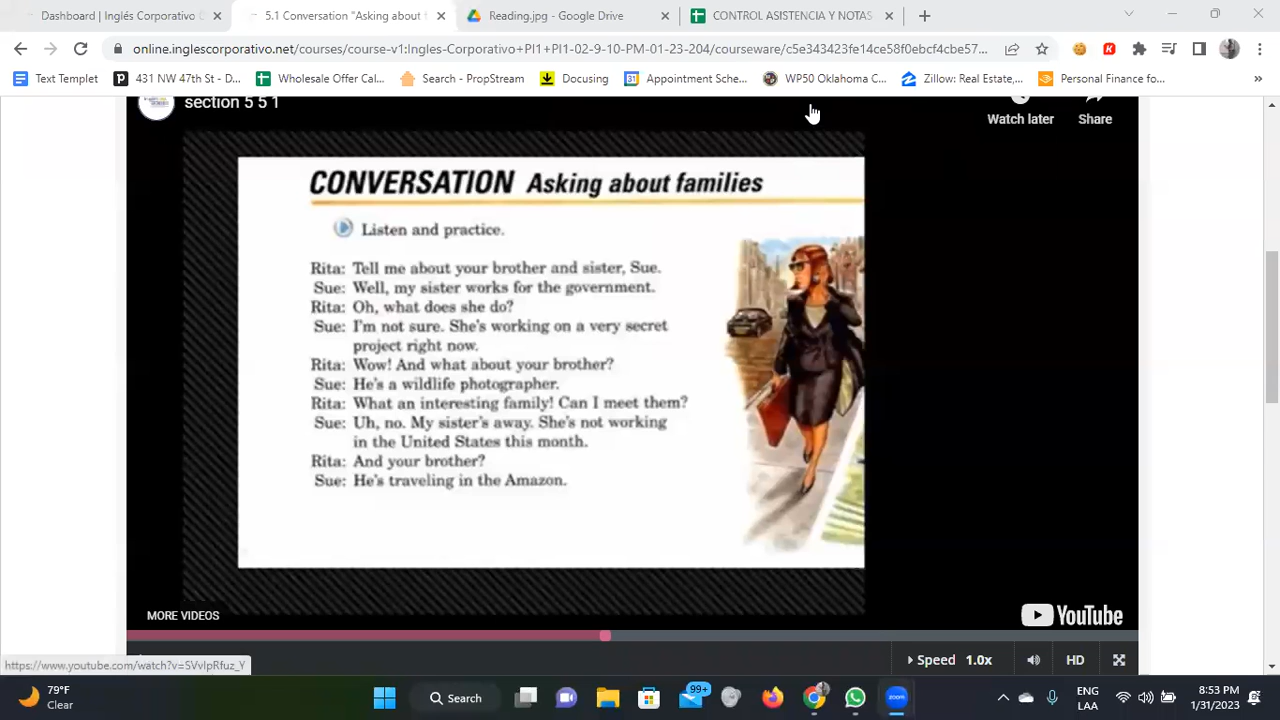 Dashboard | Inglés Corporativo
5.1 Conversation "Asking about
Reading.jpg - Google Drive
CONTROL ASISTENCIA Y NOTAS
online.inglescorporativo.net/courses/course-v1:Ingles-Corporativo+PI1+PI1-02-9-10-PM-01-23-204/courseware/c5e343423fe14ce58f0ebcf4cbe57...
Text Templet
431 NW 47th St - D...
Wholesale Offer Cal...
Search - PropStream
Docusing
Appointment Sche...
WP50 Oklahoma C...
Zillow: Real Estate,...
Personal Finance fo...
section 5 5 1
Watch later
Share
CONVERSATION Asking about families
Listen and practice.
Rita: Tell me about your brother and sister, Sue.
Sue: Well, my sister works for the government.
Rita: Oh, what does she do?
Sue: I'm not sure. She's working on a very secret
project right now.
Rita: Wow! And what about your brother?
Sue: He's a wildlife photographer.
Rita: What an interesting family! Can I meet them?
Sue: Uh, no. My sister's away. She's not working
in the United States this month.
Rita: And your brother?
Sue: He's traveling in the Amazon.
MORE VIDEOS
YouTube
https://www.youtube.com/watch?v=SVvlpRfuz_Y
Speed 1.0x
HD
79°F
Clear
Search
99+
zoom
ENG
LAA
8:53 PM
1/31/2023